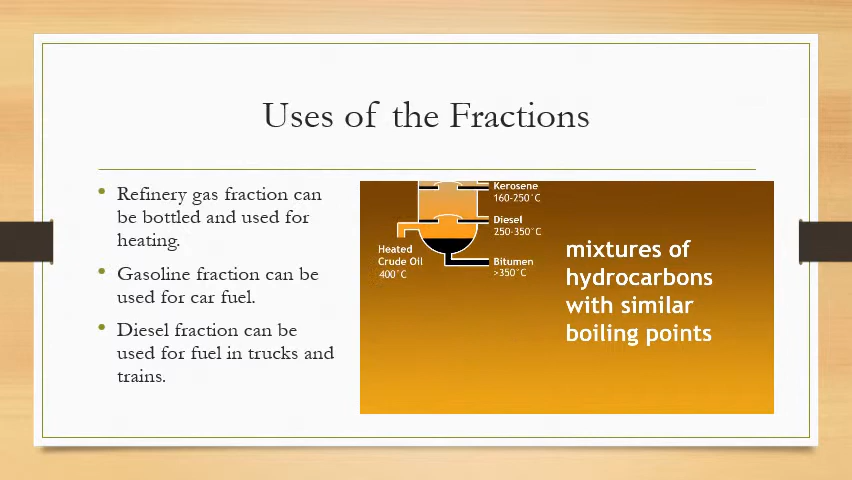 Uses of the Fractions
• Refinery gas fraction can
be bottled and used for
heating.
• Gasoline fraction can be
used for car fuel.
• Diesel fraction can be
used for fuel in trucks and
trains.
Kerosene
160-250°C
Diesel
250-350°C
Heated
Crude Oil
400°C
Bitumen
>350°C
mixtures of
hydrocarbons
with similar
boiling points